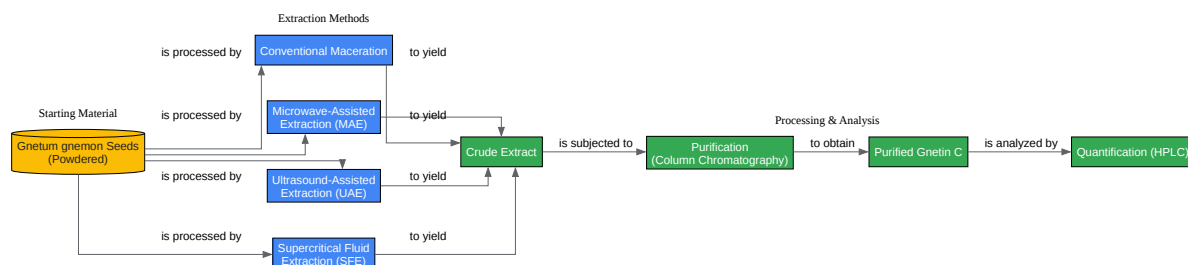 Extraction Methods
is processed by
Conventional Maceration
to yield
Starting Material
is processed by
Microwave-Assisted
Extraction (MAE)
to yield
Gnetum gnemon Seeds
(Powdered)
is processed by
Ultrasound-Assisted
Extraction (UAE)
to yield
is processed by
Supercritical Fluid
Extraction (SFE)
to yield
Crude Extract
is subjected to
Processing & Analysis
Purification
(Column Chromatography)
to obtain
Purified Gnetin C
is analyzed by
Quantification (HPLC)